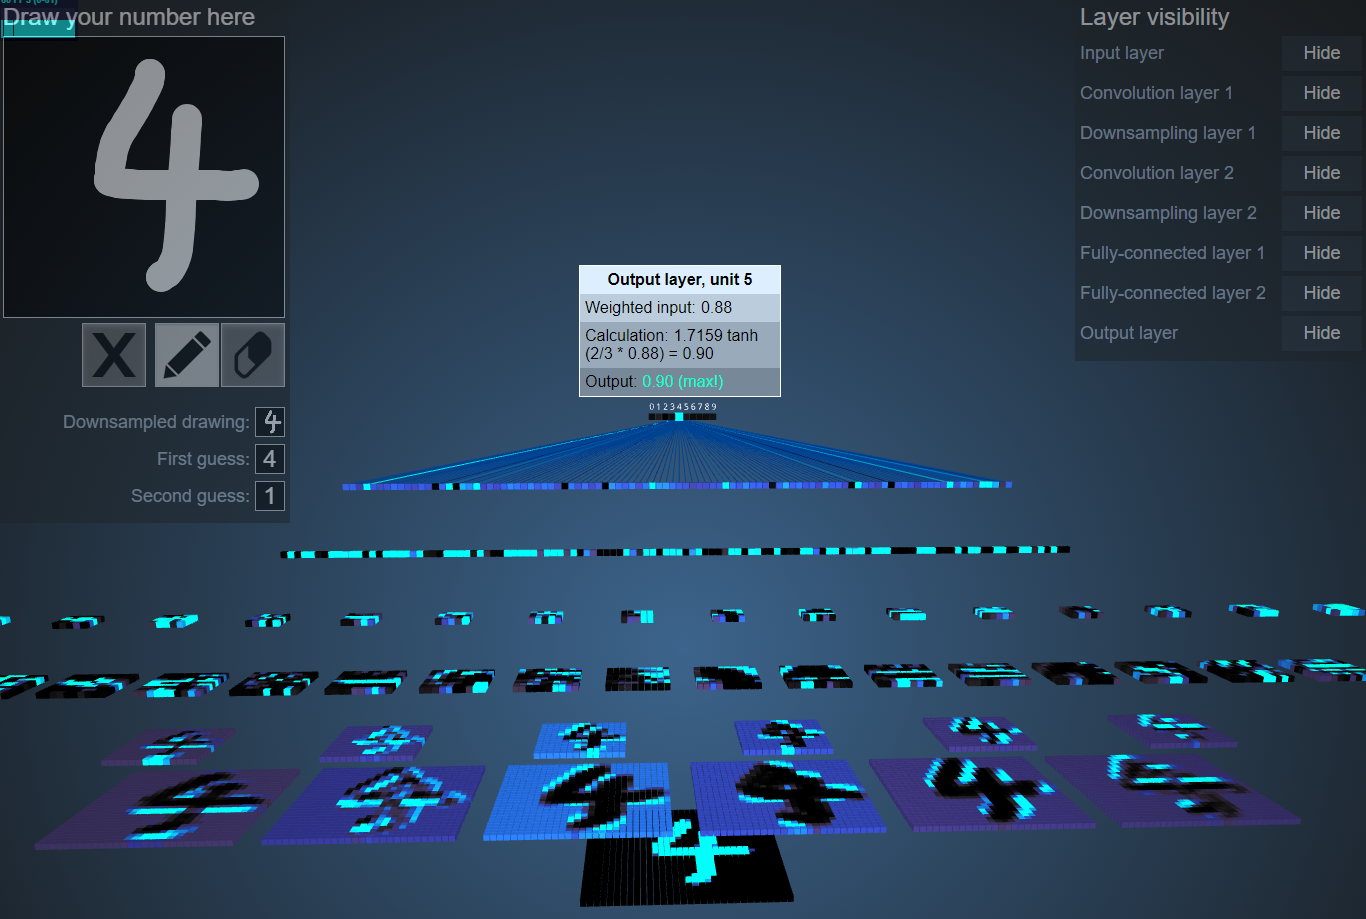 Draw your number here
Downsampled drawing: 4
First guess: 4
Second guess: 1
Output layer, unit 5
Weighted input: 0.88
Calculation: 1.7159 tanh
(2/3 * 0.88) = 0.90
Output: 0.90 (max!)
0 1 2 3 4 5 6 7 8 9
Layer visibility
Input layer Hide
Convolution layer 1 Hide
Downsampling layer 1 Hide
Convolution layer 2 Hide
Downsampling layer 2 Hide
Fully-connected layer 1 Hide
Fully-connected layer 2 Hide
Output layer Hide